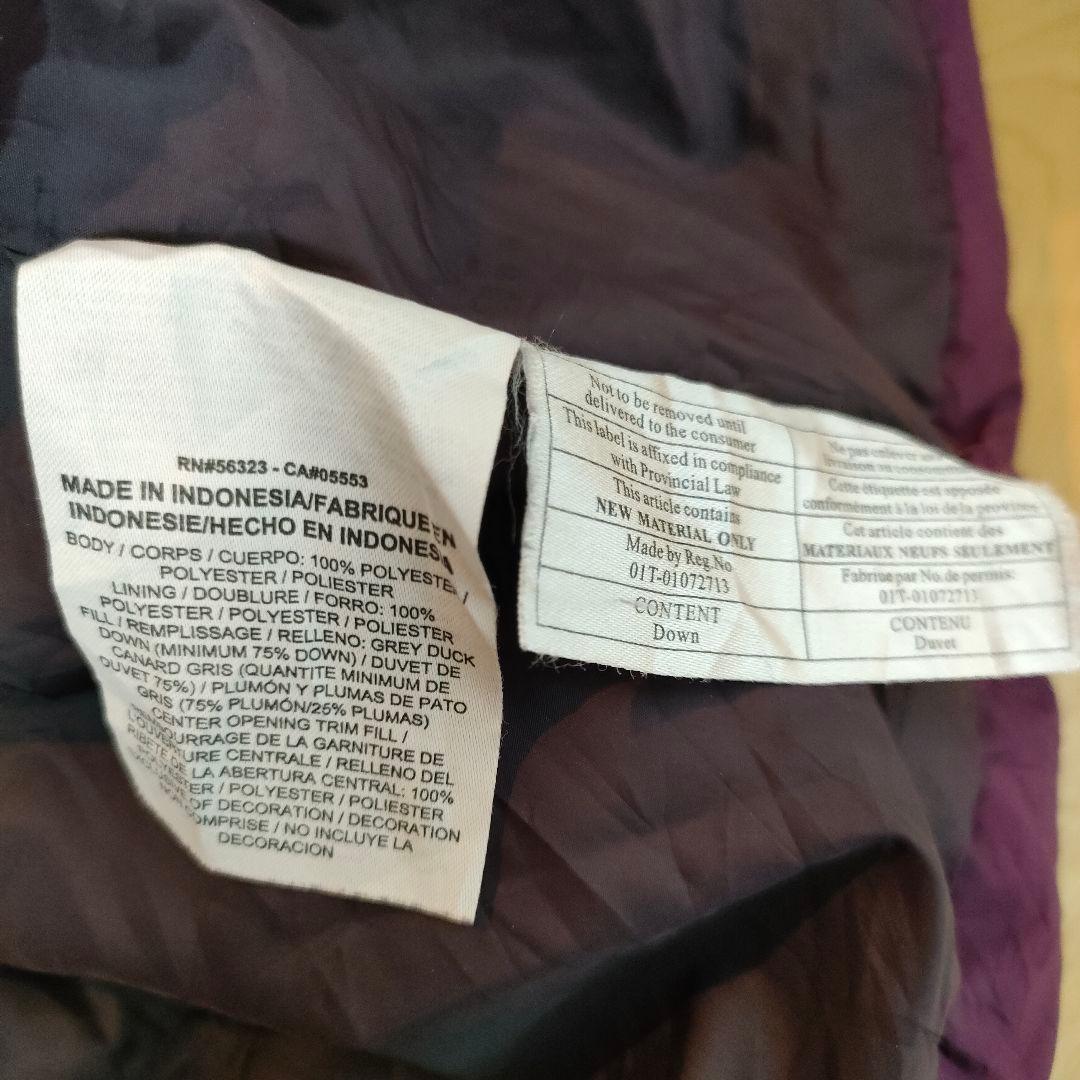 RN#56323 - CA#05553
MADE IN INDONESIA/FABRIQUE EN
INDONESIE/HECHO EN INDONESIA
BODY / CORPS / CUERPO: 100% POLYESTER /
POLYESTER / POLIESTER
LINING / DOUBLURE / FORRO: 100%
POLYESTER / POLYESTER / POLIESTER
FILL / REMPLISSAGE / RELLENO: GREY DUCK
DOWN (MINIMUM 75% DOWN) / DUVET DE
CANARD GRIS (QUANTITE MINIMUM DE
DUVET 75%) / PLUMÓN Y PLUMAS DE PATO
GRIS (75% PLUMÓN/25% PLUMAS)
CENTER OPENING TRIM FILL /
REMBOURRAGE DE LA GARNITURE DE
L'OUVERTURE CENTRALE / RELLENO DEL
RIBETE DE LA ABERTURA CENTRAL: 100%
POLYESTER / POLYESTER / POLIESTER
OF DECORATION / DECORATION
COMPRISE / NO INCLUYE LA
DECORACION
Not to be removed until
delivered to the consumer
This label is affixed in compliance
with Provincial Law
This article contains
NEW MATERIAL ONLY
Made by Reg.No
01T-01072713
CONTENT
Down
Ne pas enlever
livraison au
Cette étiquette est apposée
conformément à la loi de la province
Cet article contient des
MATERIAUX NEUFS SEULEMENT
Fabrique par No. de permis:
01T-01072713
CONTENU
Duvet